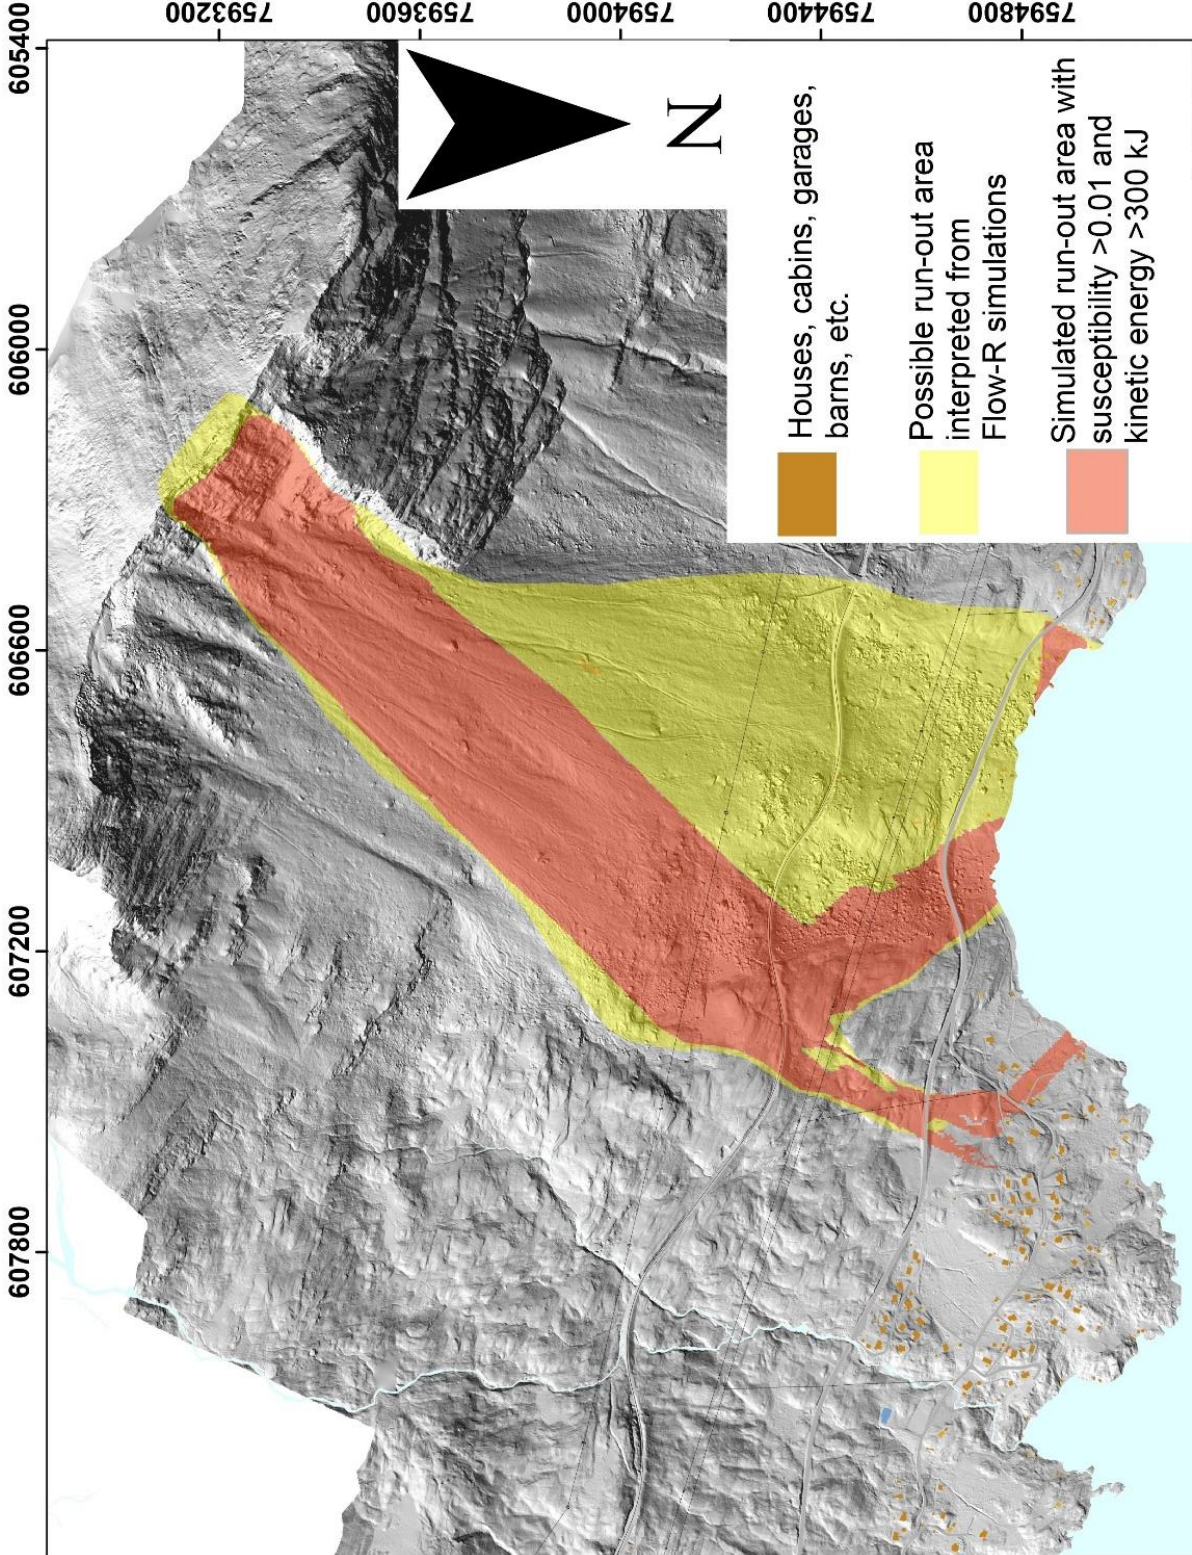 7593200
7593600
7594000
7594400
7594800
605400
606000
606600
607200
607800
N
Houses, cabins, garages,
barns, etc.
Possible run-out area
interpreted from
Flow-R simulations
Simulated run-out area with
susceptibility >0.01 and
kinetic energy >300 kJ